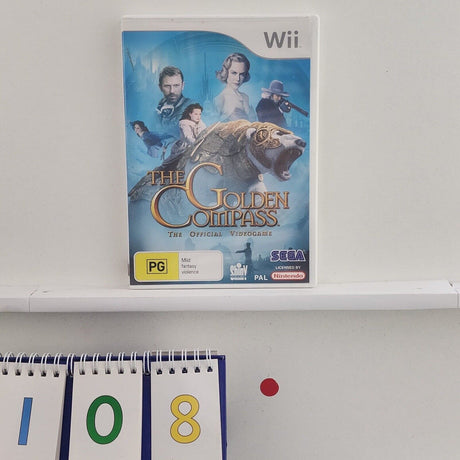 Wii
THE GOLDEN
COMPASS
THE OFFICIAL VIDEOGAME
PG
Mild
fantasy
violence
SHINY
PAL
SEGA
LICENSED BY
Nintendo
1 0 8